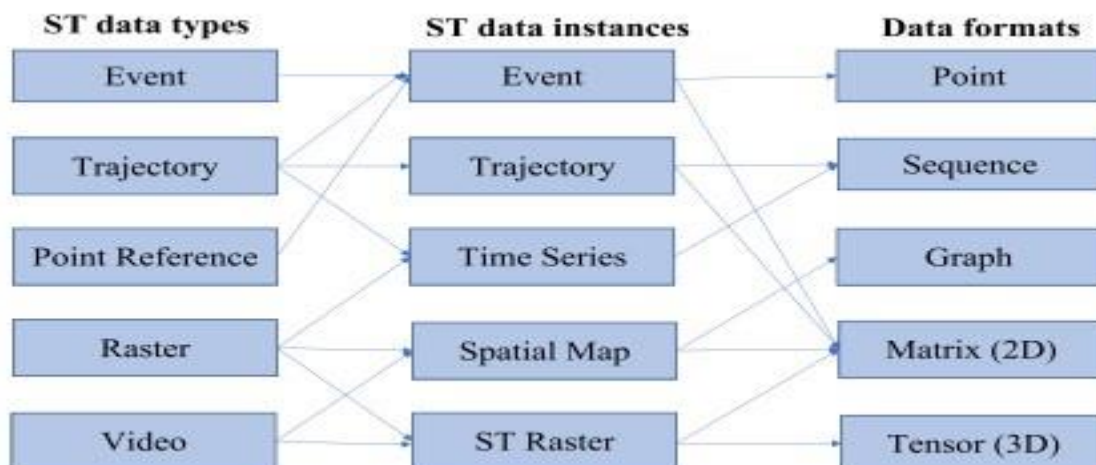 ST data types ST data instances Data formats
Event Event Point
Trajectory Trajectory Sequence
Point Reference Time Series Graph
Raster Spatial Map Matrix (2D)
Video ST Raster Tensor (3D)